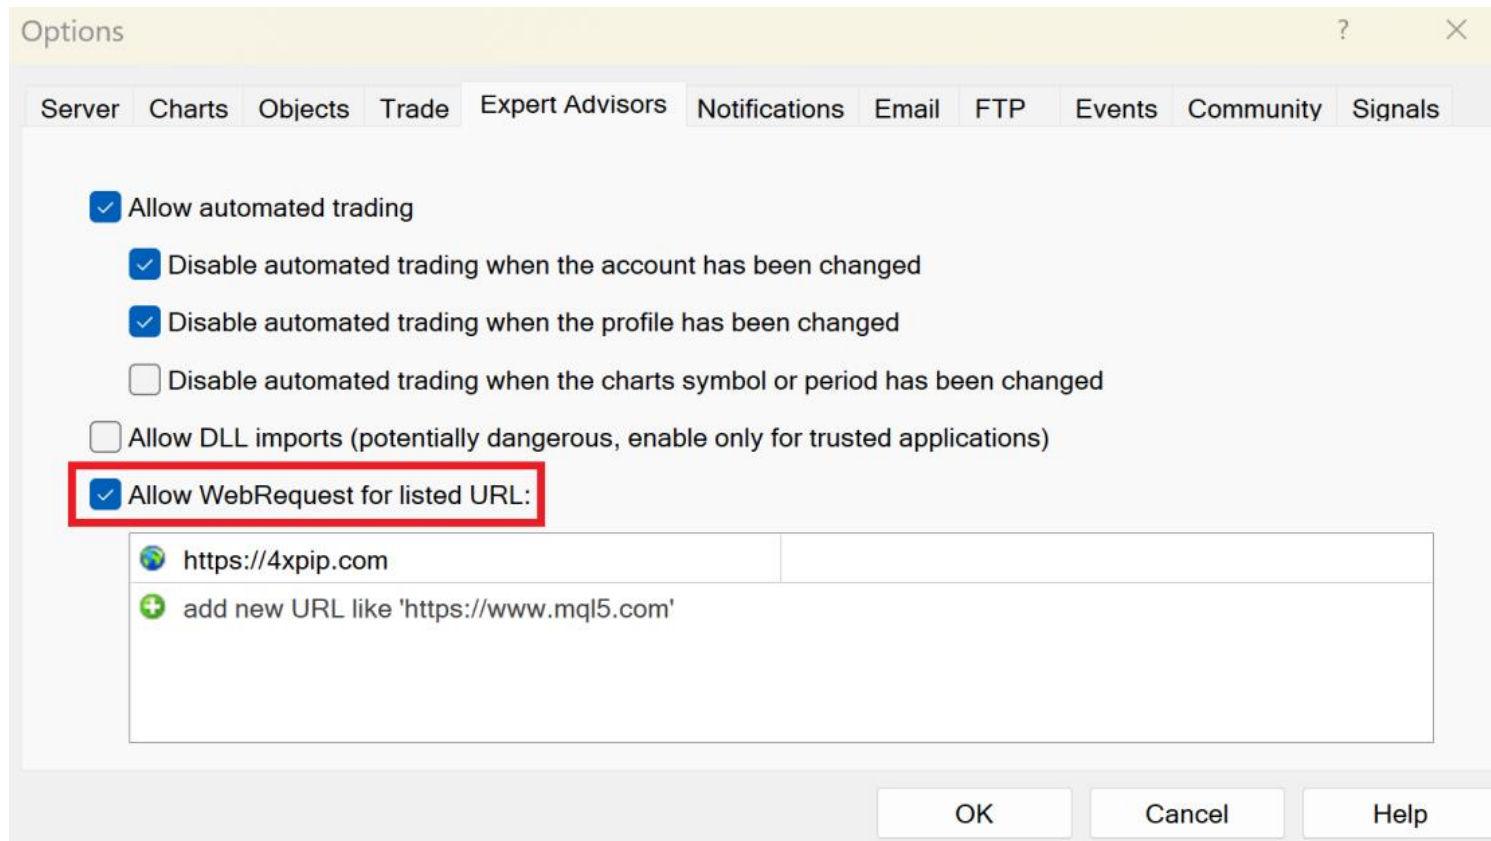 Options ?
Server Charts Objects Trade Expert Advisors Notifications Email FTP Events Community Signals
Allow automated trading
Disable automated trading when the account has been changed
Disable automated trading when the profile has been changed
Disable automated trading when the charts symbol or period has been changed
Allow DLL imports (potentially dangerous, enable only for trusted applications)
Allow WebRequest for listed URL:
https://4xpip.com
add new URL like 'https://www.mql5.com'
OK Cancel Help